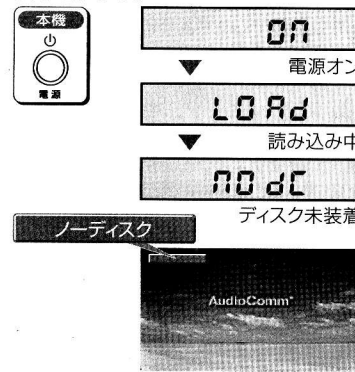 本機
電源
ON
電源オン
LOAD
読み込み中
NO DC
ディスク未装着
ノーディスク
AudioComm